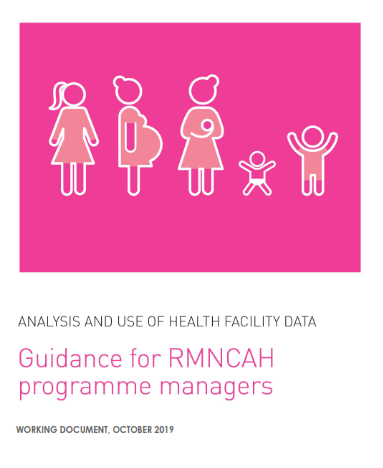 ANALYSIS AND USE OF HEALTH FACILITY DATA
Guidance for RMNCAH
programme managers
WORKING DOCUMENT, OCTOBER 2019